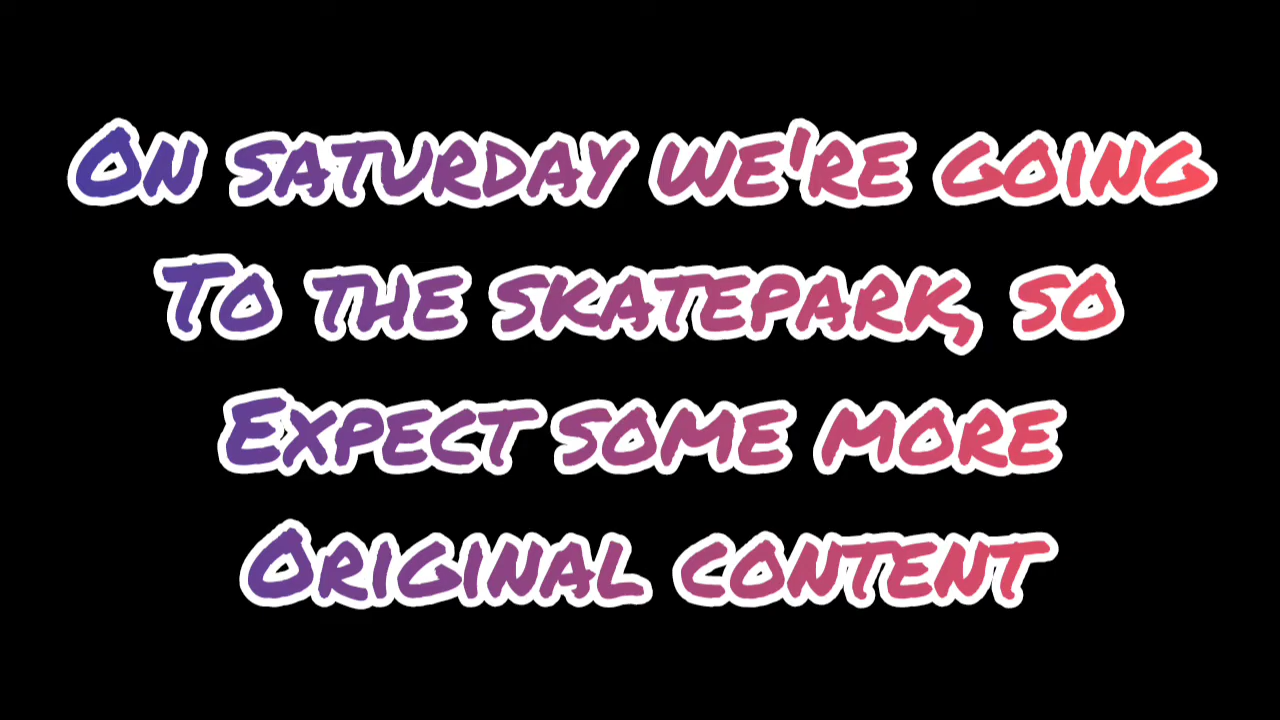 On saturday we're going
To the skatepark, so
Expect some more
Original content